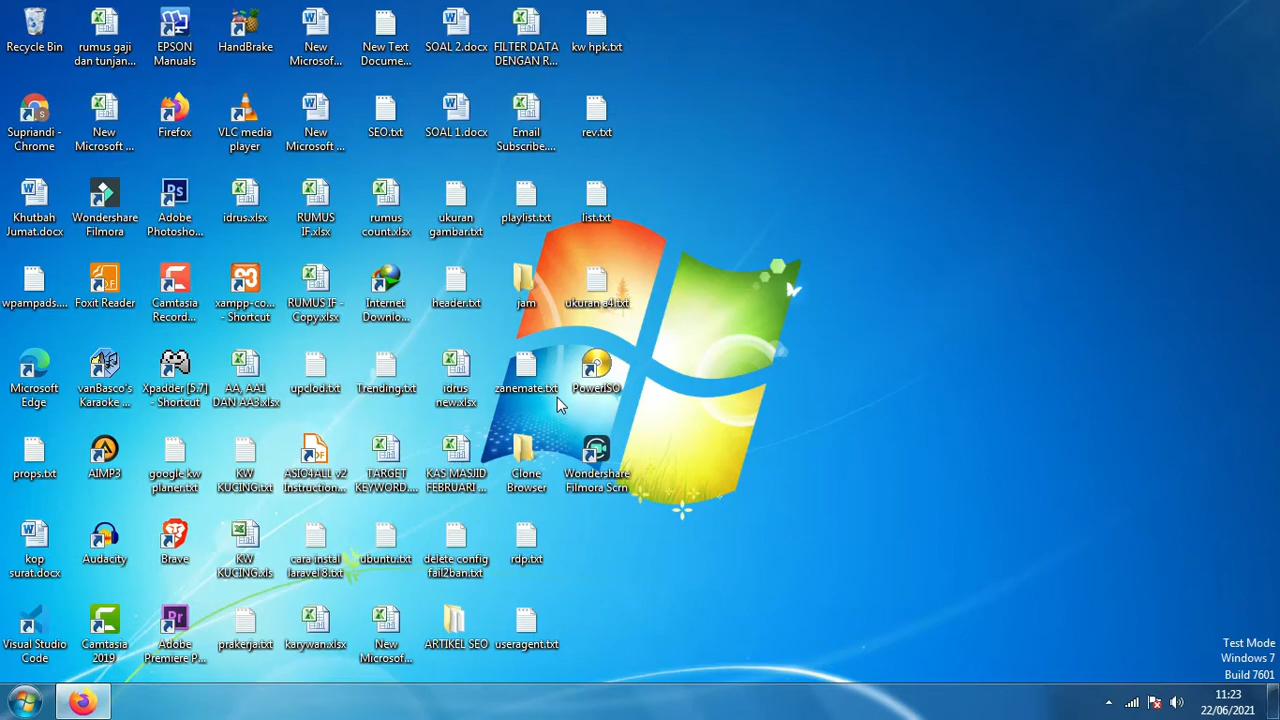 Recycle Bin
rumus gaji
dan tunjan...
EPSON
Manuals
HandBrake
New
Microsof...
New Text
Docume...
SOAL 2.docx
FILTER DATA
DENGAN R...
kw hpk.txt
Supriandi -
Chrome
New
Microsoft ...
Firefox
VLC media
player
New
Microsoft ...
SEO.txt
SOAL 1.docx
Email
Subscribe....
rev.txt
Khutbah
Jumat.docx
Wondershare
Filmora
Adobe
Photosho...
idrus.xlsx
RUMUS
IF.xlsx
rumus
count.xlsx
ukuran
gambar.txt
playlist.txt
list.txt
wpampads....
Foxit Reader
Camtasia
Record...
xampp-co...
- Shortcut
RUMUS IF -
Copy.xlsx
Internet
Downlo...
header.txt
jam
ukuran a4.txt
Microsoft
Edge
vanBasco's
Karaoke ...
Xpadder [5.7]
- Shortcut
AA, AA1
DAN AA3.xlsx
upclod.txt
Trending.txt
idrus
new.xlsx
zanemate.txt
PowerISO
props.txt
AIMP3
google kw
planer.txt
KW
KUCING.txt
ASIO4ALL v2
Instruction...
TARGET
KEYWORD....
KAS MASJID
FEBRUARI ...
Clone
Browser
Wondershare
Filmora Scrn
kop
surat.docx
Audacity
Brave
KW
KUCING.xls
cara instal
laravel 8.txt
ubuntu.txt
delete config
fail2ban.txt
rdp.txt
Visual Studio
Code
Camtasia
2019
Adobe
Premiere P...
prakerja.txt
karywan.xlsx
New
Microsof...
ARTIKEL SEO
useragent.txt
Test Mode
Windows 7
Build 7601
11:23
22/06/2021